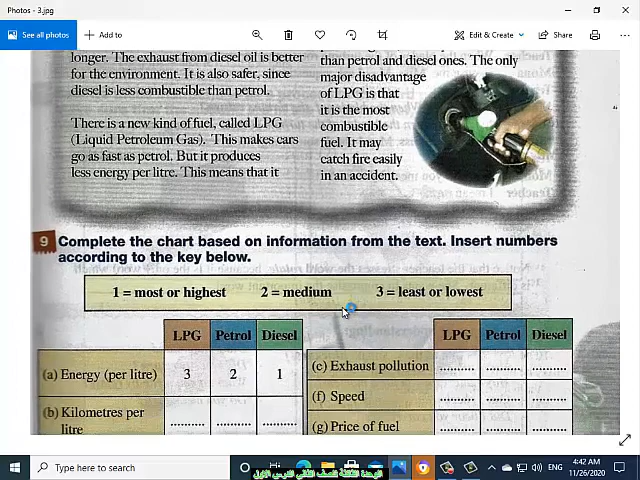 Photos - 3.jpg
See all photos
Add to
Edit & Create
Share
longer. The exhaust from diesel oil is better
for the environment. It is also safer, since
diesel is less combustible than petrol.
There is a new kind of fuel, called LPG
(Liquid Petroleum Gas). This makes cars
go as fast as petrol. But it produces
less energy per litre. This means that it
than petrol and diesel ones. The only
major disadvantage
of LPG is that
it is the most
combustible
fuel. It may
catch fire easily
in an accident.
9 Complete the chart based on information from the text. Insert numbers
according to the key below.
1 = most or highest 2 = medium 3 = least or lowest
LPG Petrol Diesel
(a) Energy (per litre) 3 2 1
(b) Kilometres per
litre .......... .......... ..........
LPG Petrol Diesel
(c) Exhaust pollution .......... .......... ..........
(f) Speed .......... .......... ..........
(g) Price of fuel .......... .......... ..........
Type here to search
ENG
4:42 AM
11/26/2020
الوحدة الثالثة للصف الثاني الدرس الاول